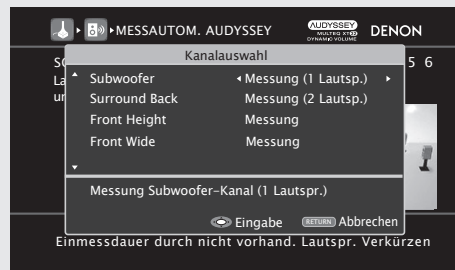 MESSAUTOM. AUDYSSEY
AUDYSSEY
MULTEQ XT32
DYNAMIC VOLUME
DENON
Kanalauswahl
5 6
Subwoofer Messung (1 Lautsp.)
Surround Back Messung (2 Lautsp.)
Front Height Messung
Front Wide Messung
Messung Subwoofer-Kanal (1 Lautspr.)
Eingabe RETURN Abbrechen
Einmessdauer durch nicht vorhand. Lautspr. Verkürzen